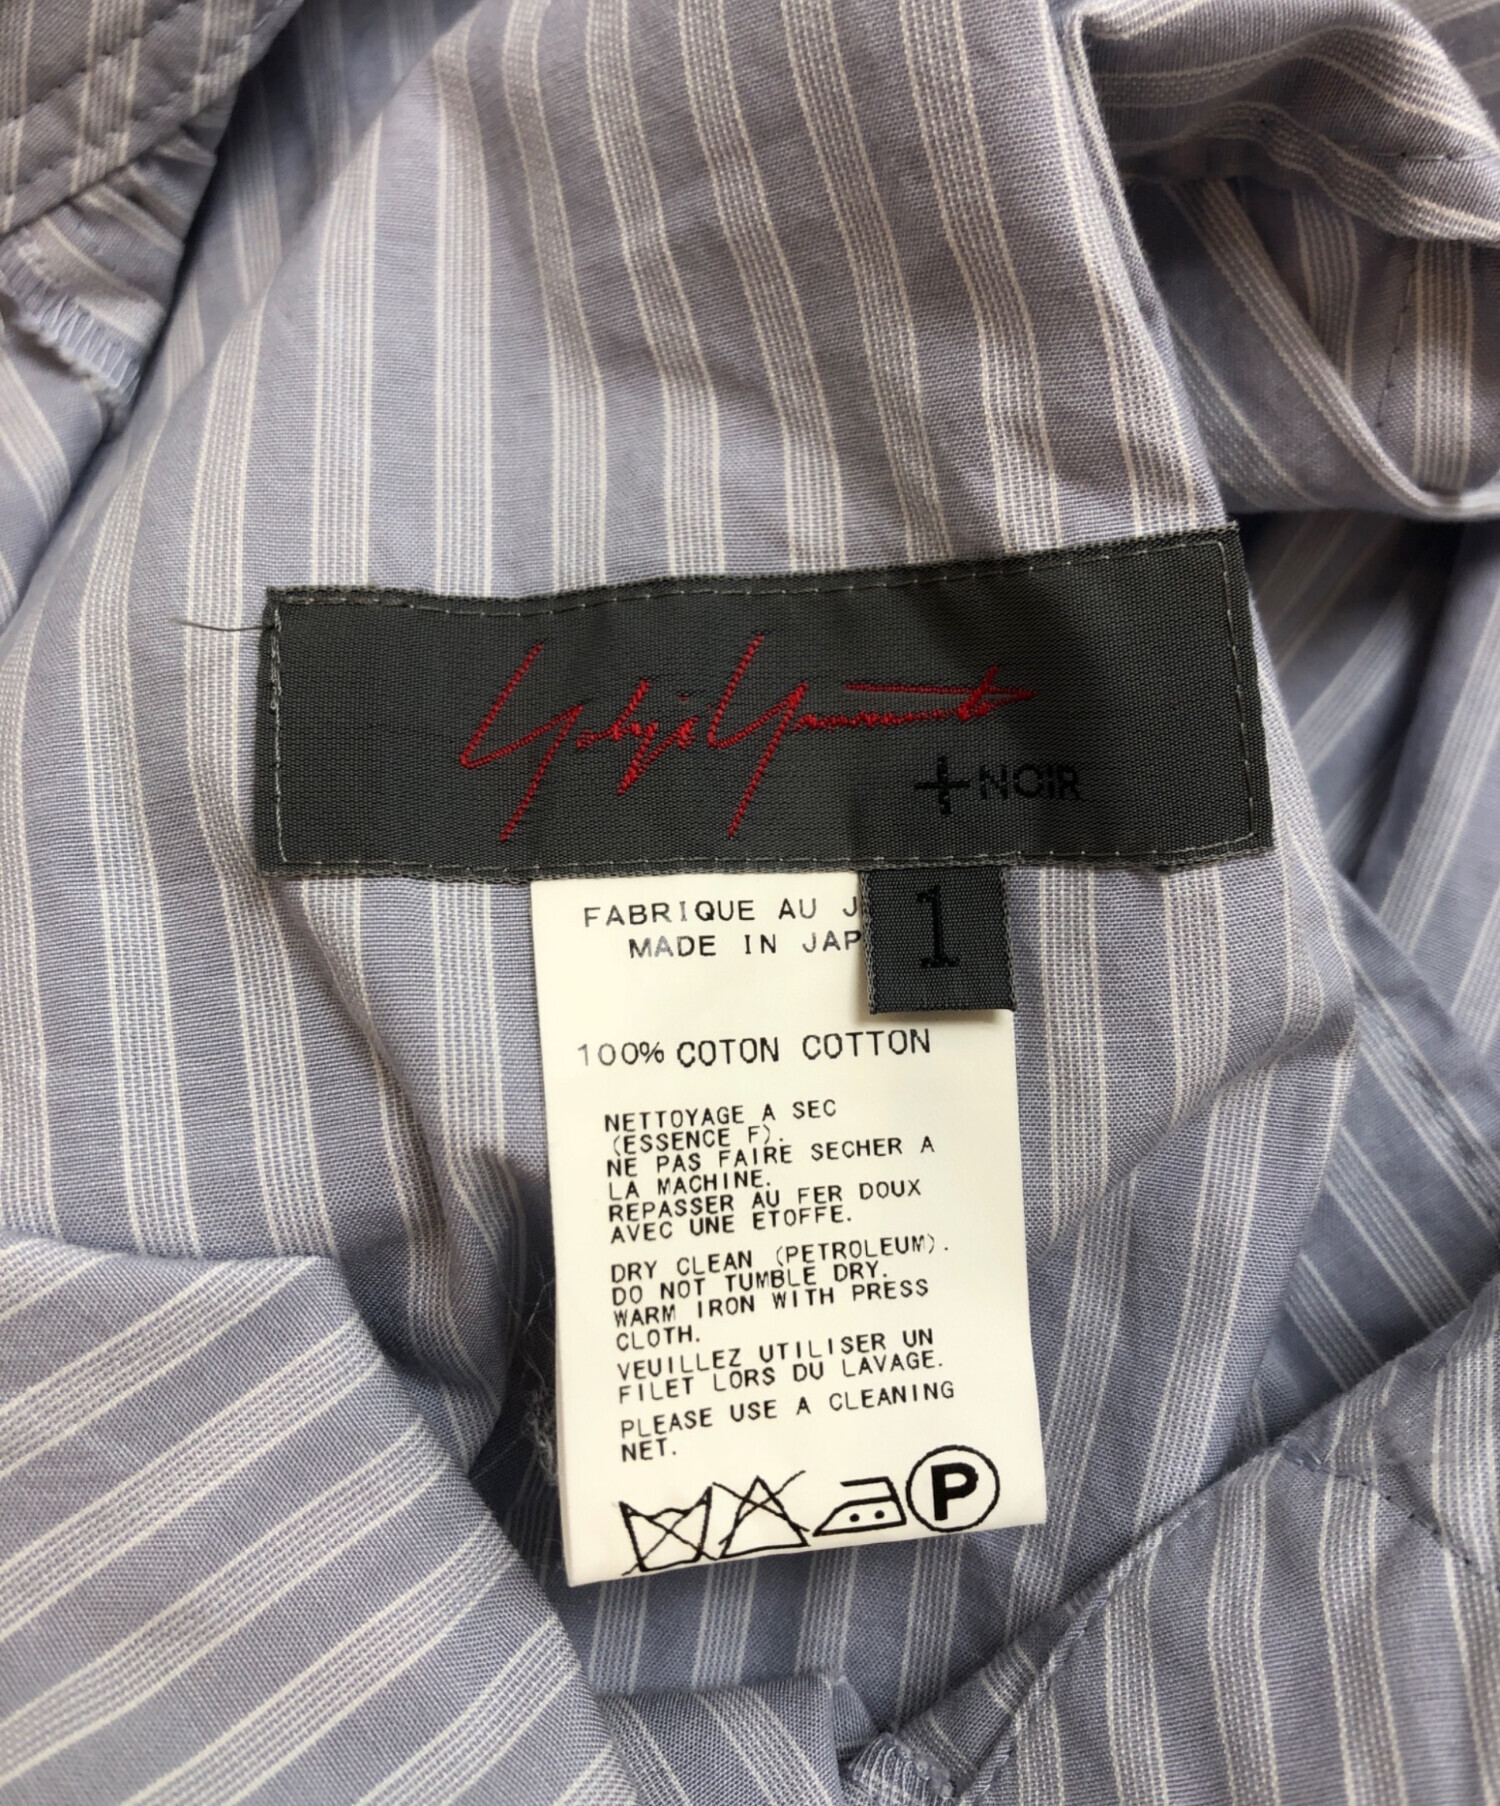 Yohji Yamamoto
+NOIR
1
FABRIQUE AU J
MADE IN JAP
100% COTON COTTON
NETTOYAGE A SEC
(ESSENCE F).
NE PAS FAIRE SECHER A
LA MACHINE.
REPASSER AU FER DOUX
AVEC UNE ETOFFE.
DRY CLEAN (PETROLEUM).
DO NOT TUMBLE DRY.
WARM IRON WITH PRESS
CLOTH.
VEUILLEZ UTILISER UN
FILET LORS DU LAVAGE.
PLEASE USE A CLEANING
NET.
P